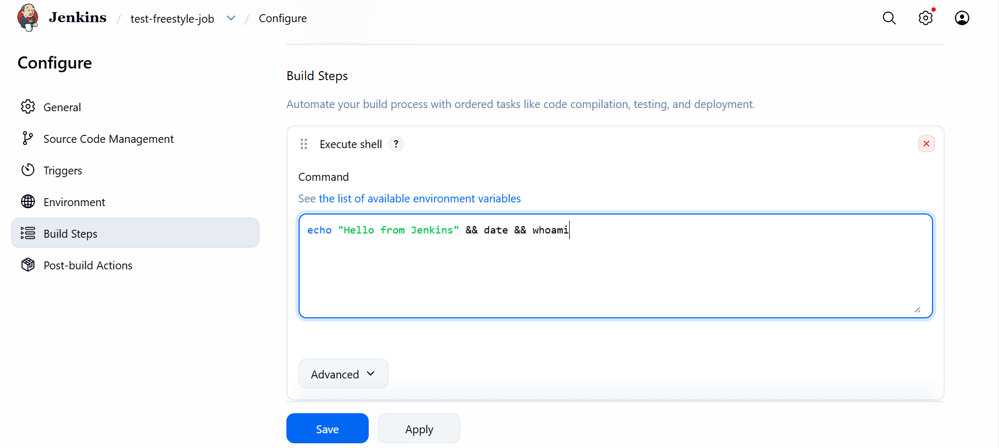 Jenkins / test-freestyle-job / Configure
Configure
General
Source Code Management
Triggers
Environment
Build Steps
Post-build Actions
Build Steps
Automate your build process with ordered tasks like code compilation, testing, and deployment.
Execute shell ?
Command
See the list of available environment variables
echo "Hello from Jenkins" && date && whoami
Advanced
Save Apply